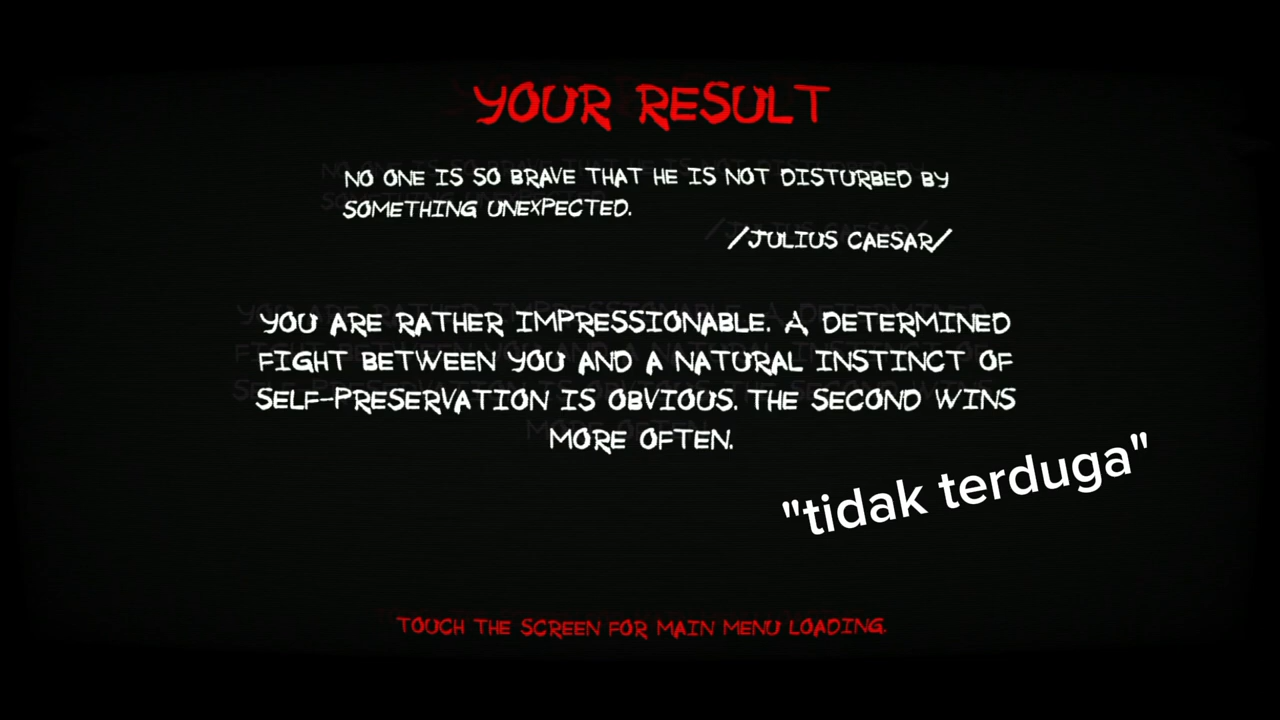 YOUR RESULT
NO ONE IS SO BRAVE THAT HE IS NOT DISTURBED BY
SOMETHING UNEXPECTED.
/JULIUS CAESAR/
YOU ARE RATHER IMPRESSIONABLE. A DETERMINED
FIGHT BETWEEN YOU AND A NATURAL INSTINCT OF
SELF-PRESERVATION IS OBVIOUS. THE SECOND WINS
MORE OFTEN.
"tidak terduga"
TOUCH THE SCREEN FOR MAIN MENU LOADING.